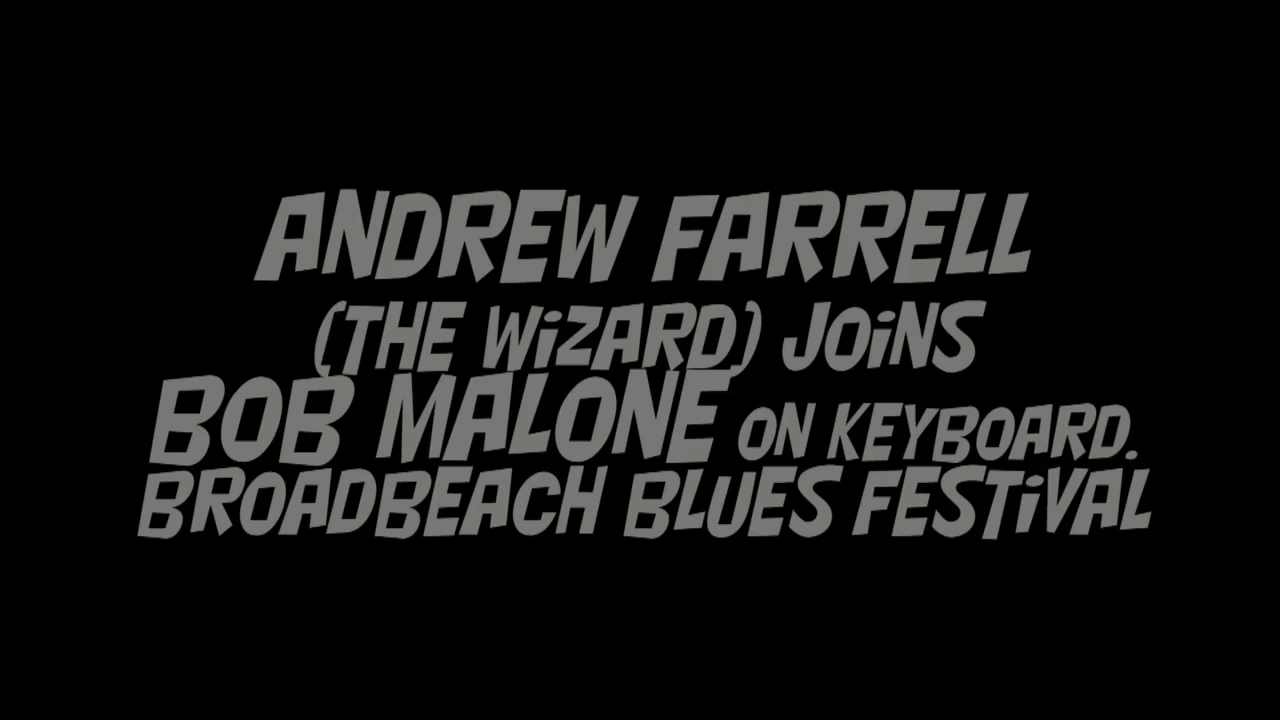 ANDREW FARRELL
(THE WiZARD) JOiNS
BOB MALONE ON KEYBOARD.
BROADBEACH BLUES FESTiVAL